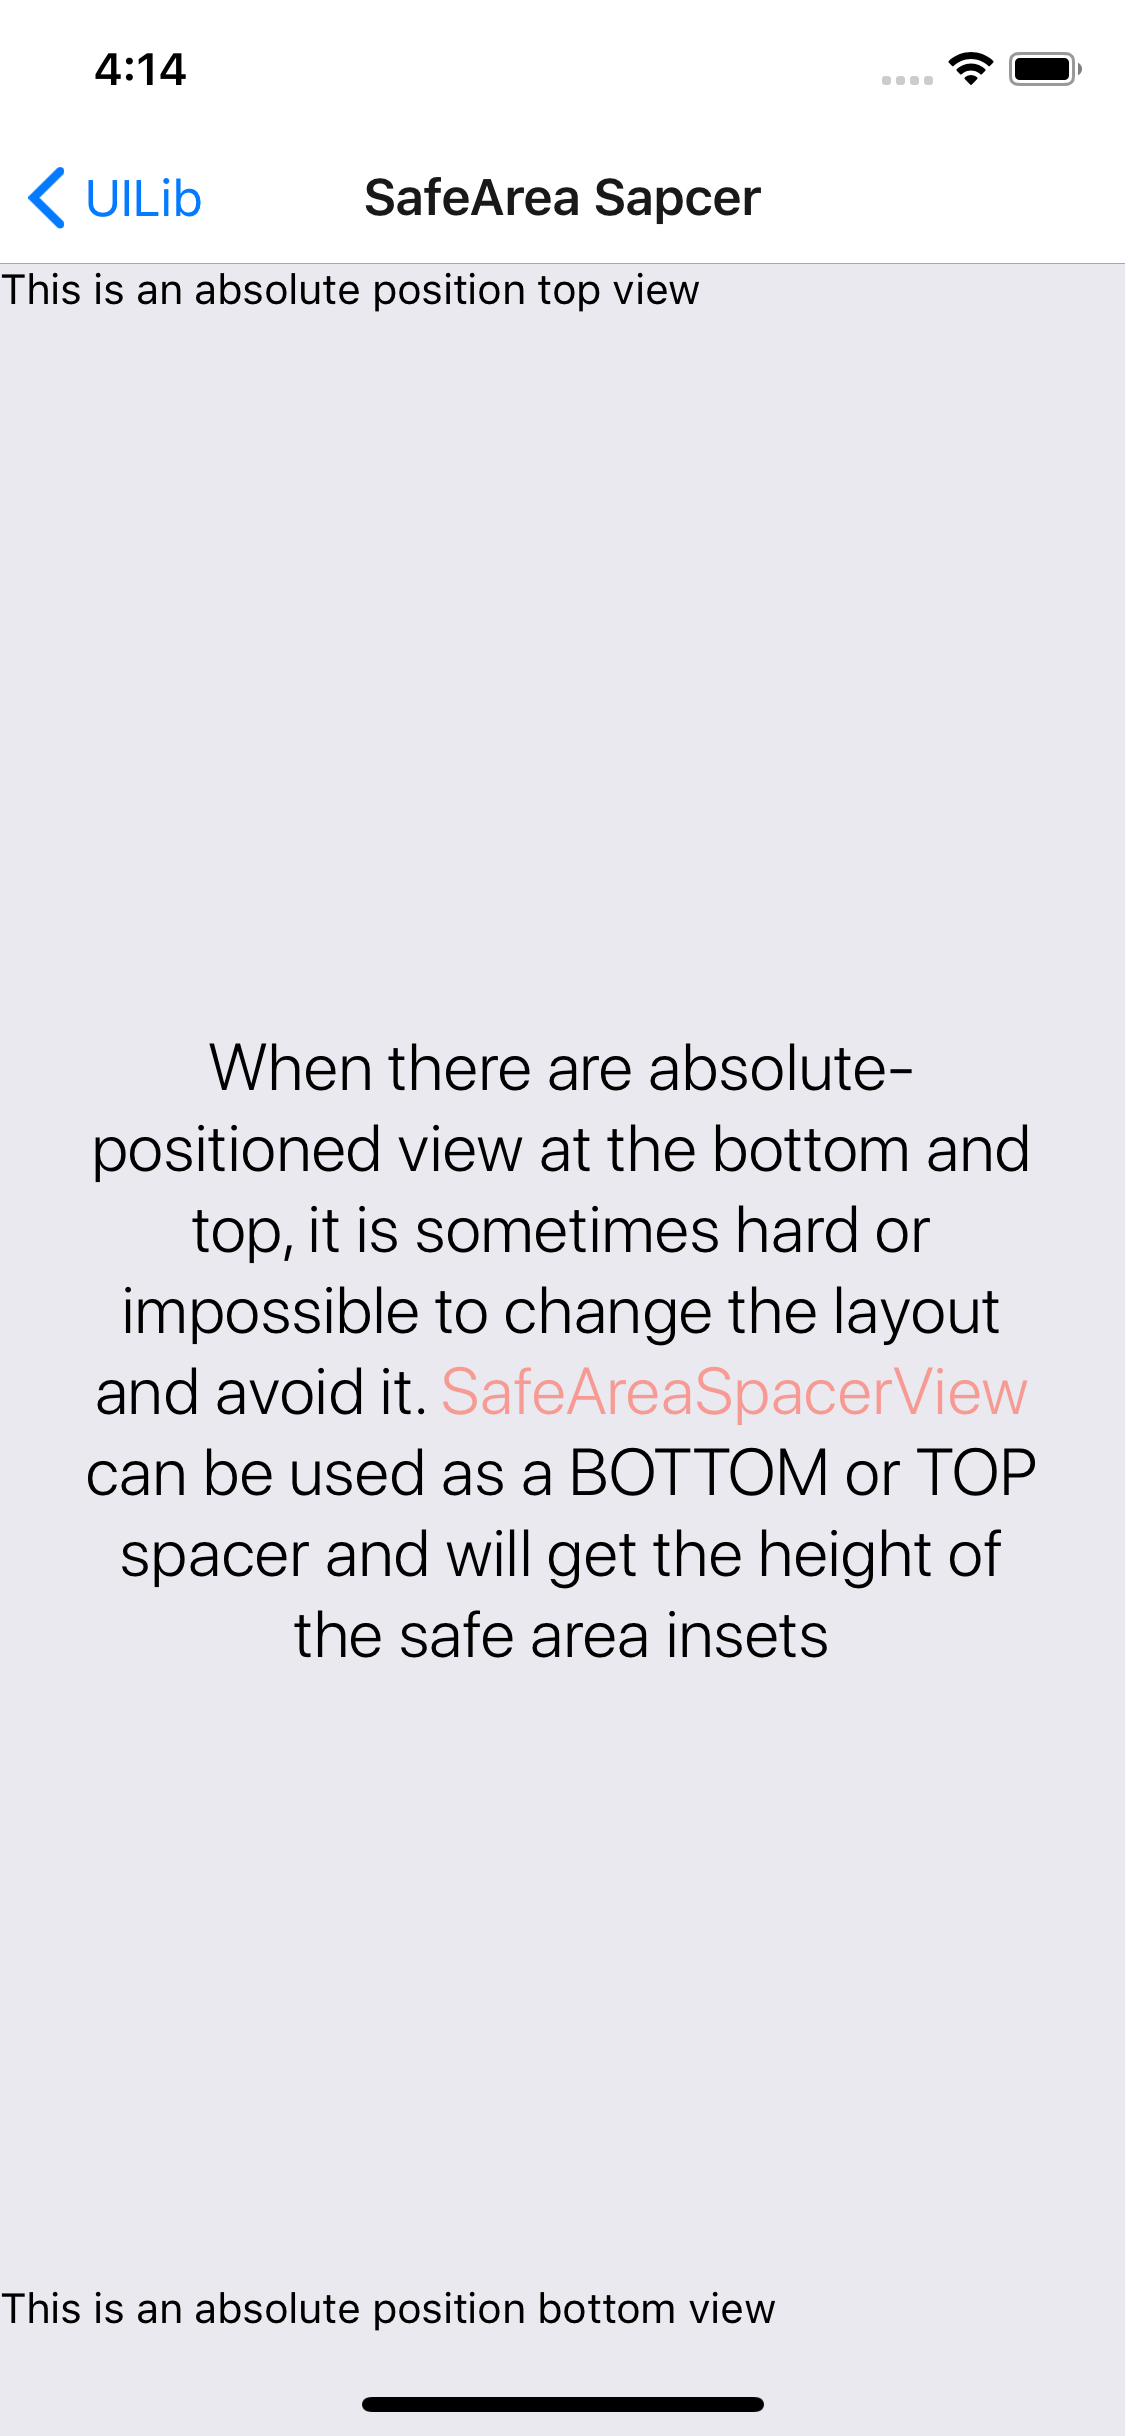 4:14
UILib
SafeArea Sapcer
This is an absolute position top view
When there are absolute-
positioned view at the bottom and
top, it is sometimes hard or
impossible to change the layout
and avoid it. SafeAreaSpacerView
can be used as a BOTTOM or TOP
spacer and will get the height of
the safe area insets
This is an absolute position bottom view